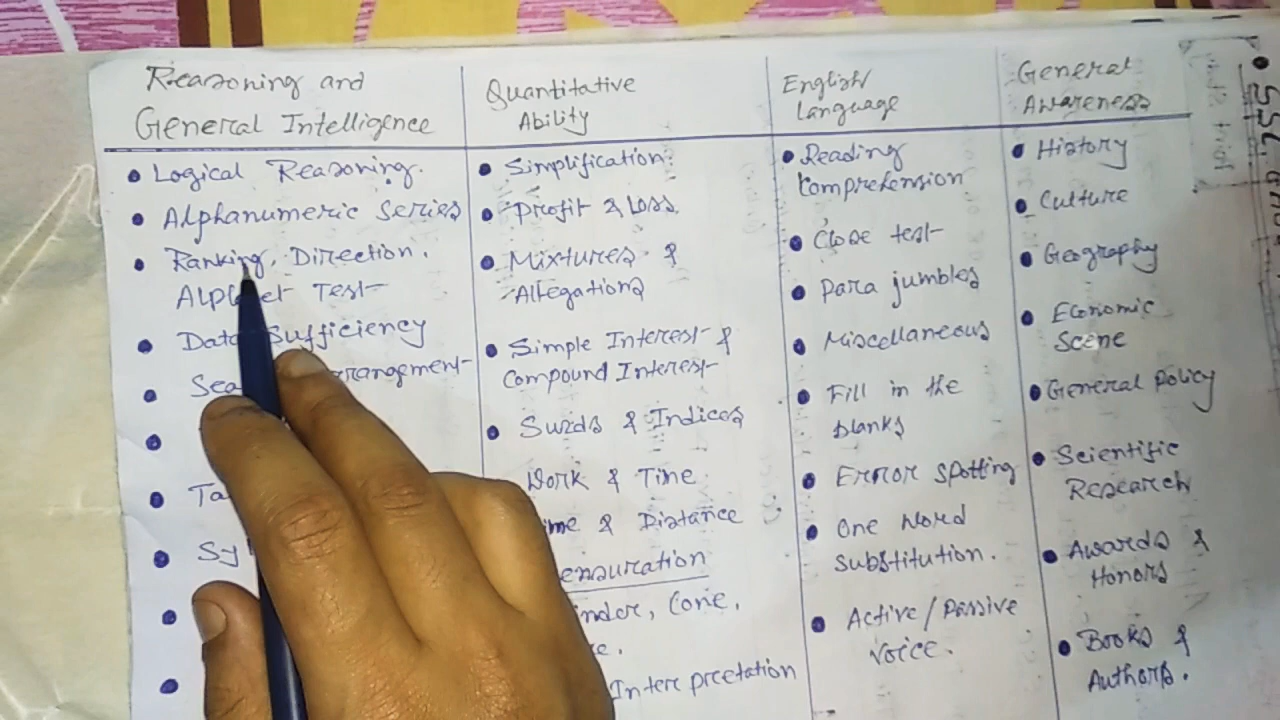 Reasoning and
General Intelligence
• Logical Reasoning.
• Alphanumeric Series
• Ranking, Direction.
Alphabet Test
• Data Sufficiency
•
•
•
•
•
•
Quantitative
Ability
• Simplification.
• Profit & Loss.
• Mixtures &
Allegations
• Simple Interest &
Compound Interest
• Surds & Indices
Work & Time
& Distance
Cone,
Interpretation
English
Language
• Reading
Comprehension
• Close test
• Para jumbles
• Miscellaneous
• Fill in the
blanks
• Error Spotting
• One Word
Substitution.
• Active/Passive
Voice.
General
Awareness
• History
• Culture
• Geography
• Economic
Scene
• General Policy
• Scientific
Research
• Awards &
Honors
• Books &
Authors.